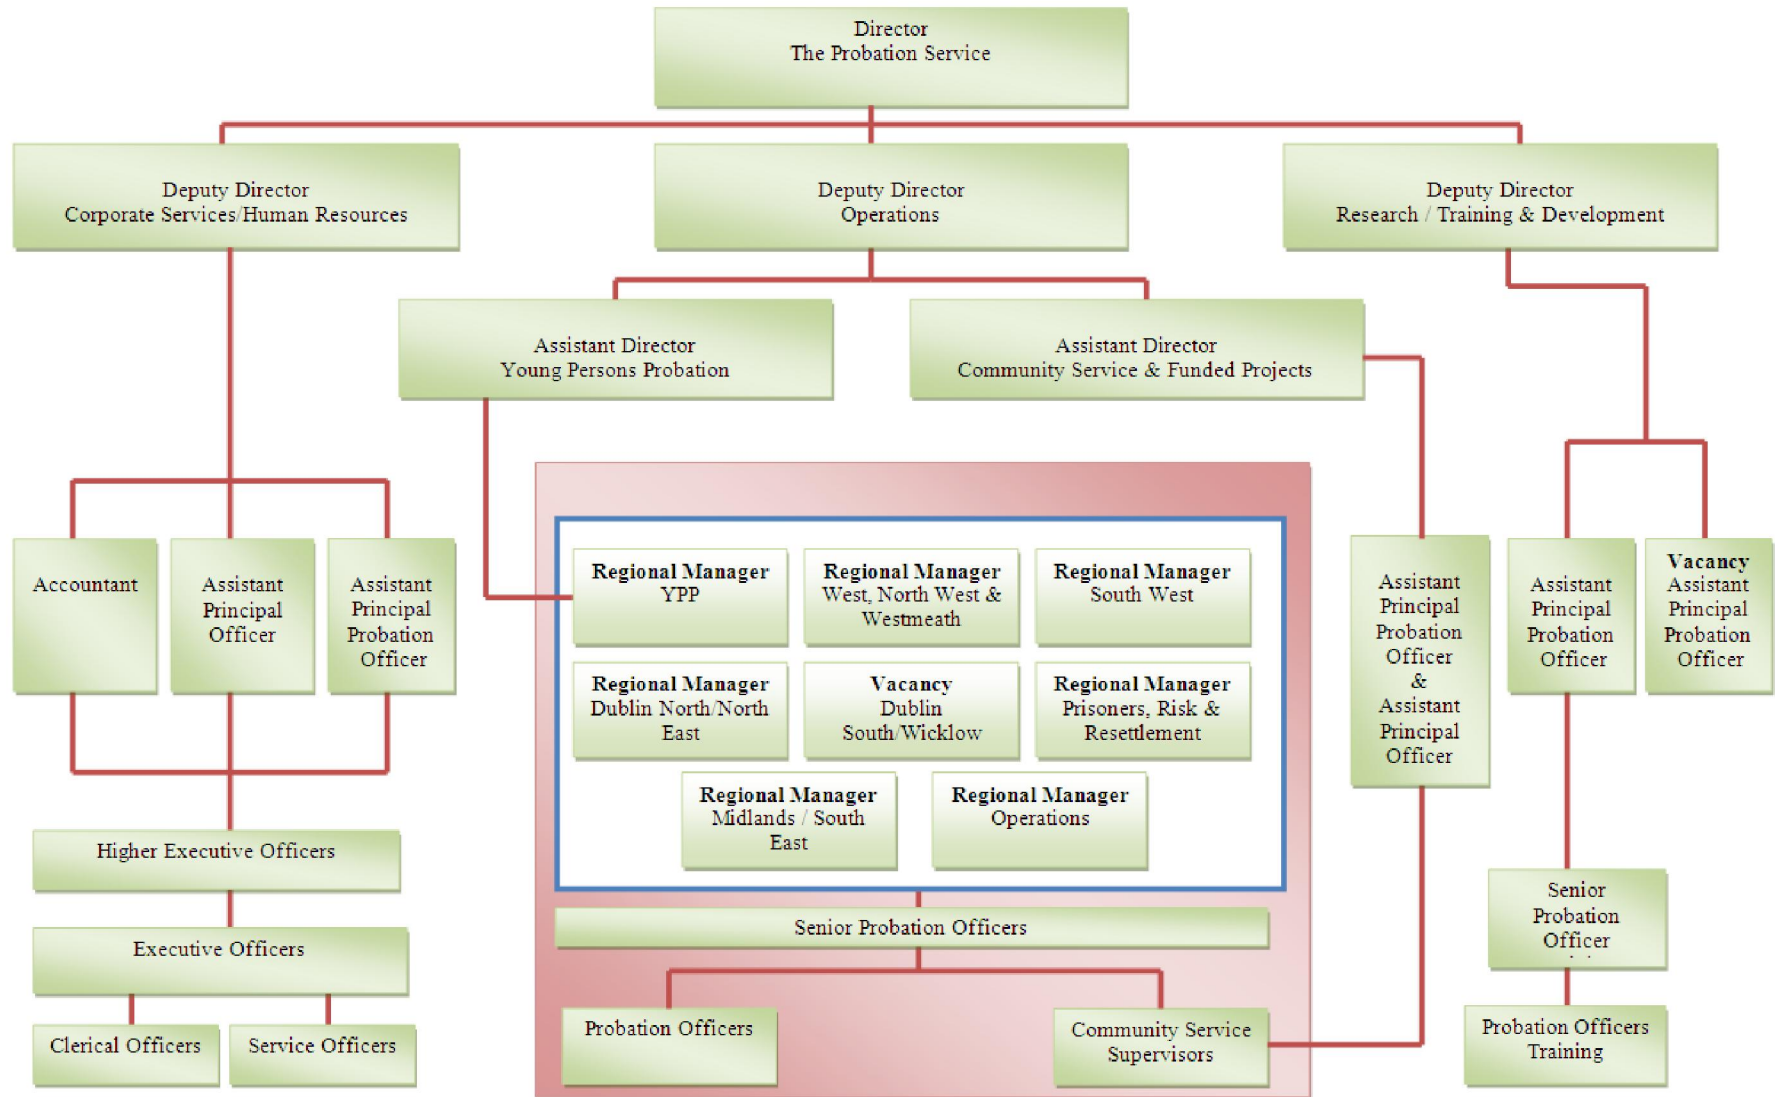 Director
The Probation Service
Deputy Director
Corporate Services/Human Resources
Deputy Director
Operations
Deputy Director
Research / Training & Development
Assistant Director
Young Persons Probation
Assistant Director
Community Service & Funded Projects
Accountant
Assistant
Principal
Officer
Assistant
Principal
Probation
Officer
Regional Manager
YPP
Regional Manager
West, North West &
Westmeath
Regional Manager
South West
Regional Manager
Dublin North/North
East
Vacancy
Dublin
South/Wicklow
Regional Manager
Prisoners, Risk &
Resettlement
Regional Manager
Midlands / South
East
Regional Manager
Operations
Assistant
Principal
Probation
Officer
&
Assistant
Principal
Officer
Assistant
Principal
Probation
Officer
Vacancy
Assistant
Principal
Probation
Officer
Higher Executive Officers
Executive Officers
Clerical Officers
Service Officers
Senior Probation Officers
Probation Officers
Community Service
Supervisors
Senior
Probation
Officer
Probation Officers
Training